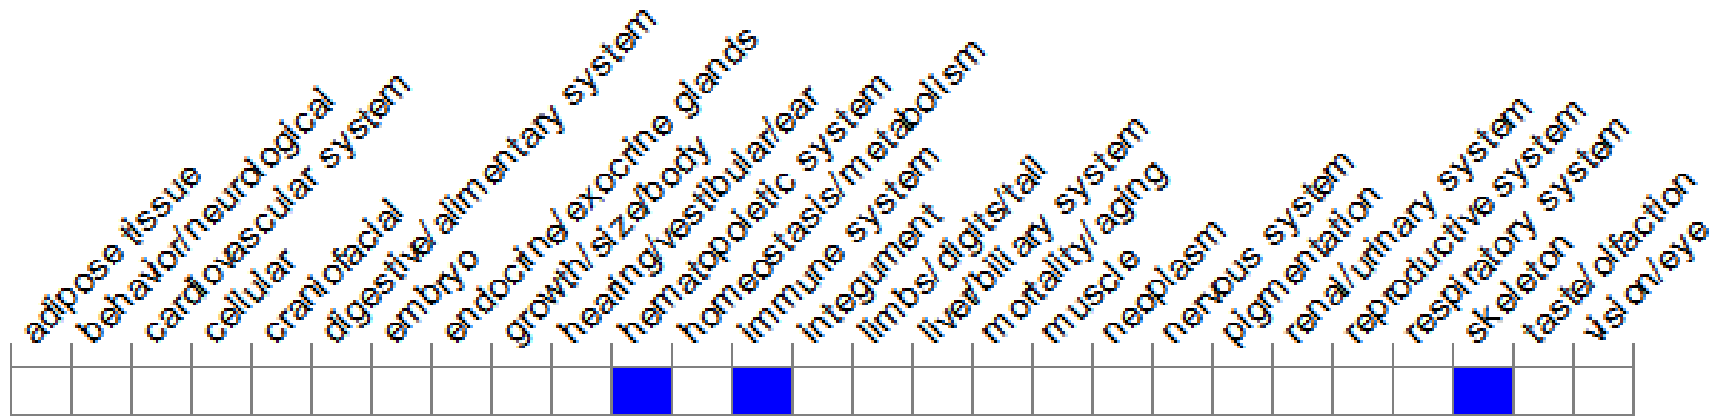 adipose tissue
behavior/neurological
cardiovascular system
cellular
craniofacial
digestive/alimentary system
embryo
endocrine/exocrine glands
growth/size/body
hearing/vestibular/ear
hematopoietic system
homeostasis/metabolism
immune system
integument
limbs/digits/tail
liver/biliary system
mortality/aging
muscle
neoplasm
nervous system
pigmentation
renal/urinary system
reproductive system
respiratory system
skeleton
taste/olfaction
vision/eye